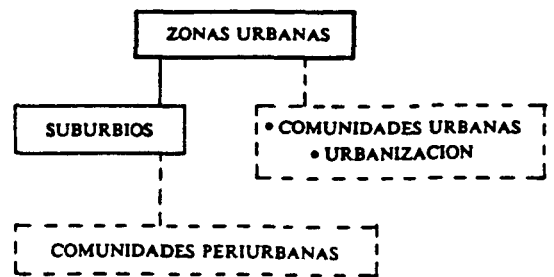 ZONAS URBANAS
SUBURBIOS
• COMUNIDADES URBANAS
• URBANIZACION
COMUNIDADES PERIURBANAS